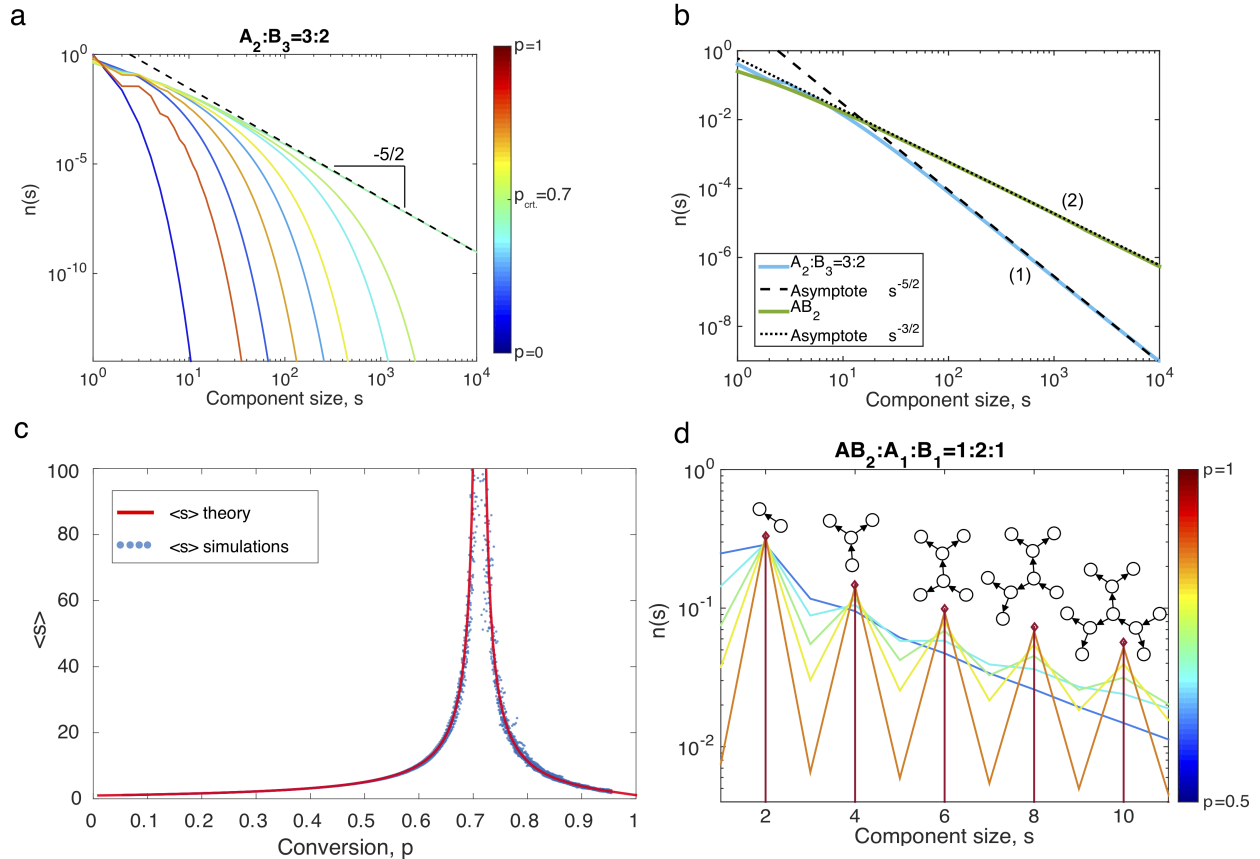 a
A2:B3=3:2
10^0
10^-5
10^-10
n(s)
-5/2
10^0 10^1 10^2 10^3 10^4
Component size, s
p=1
pcrt.=0.7
p=0
b
10^0
10^-2
10^-4
10^-6
10^-8
n(s)
(2)
(1)
A2:B3=3:2
Asymptote s^-5/2
AB2
Asymptote s^-3/2
10^0 10^1 10^2 10^3 10^4
Component size, s
c
100
80
60
40
20
0
<s>
<s> theory
<s> simulations
0 0.1 0.2 0.3 0.4 0.5 0.6 0.7 0.8 0.9 1
Conversion, p
d
AB2:A1:B1=1:2:1
10^0
10^-1
10^-2
n(s)
2 4 6 8 10
Component size, s
p=1
p=0.5